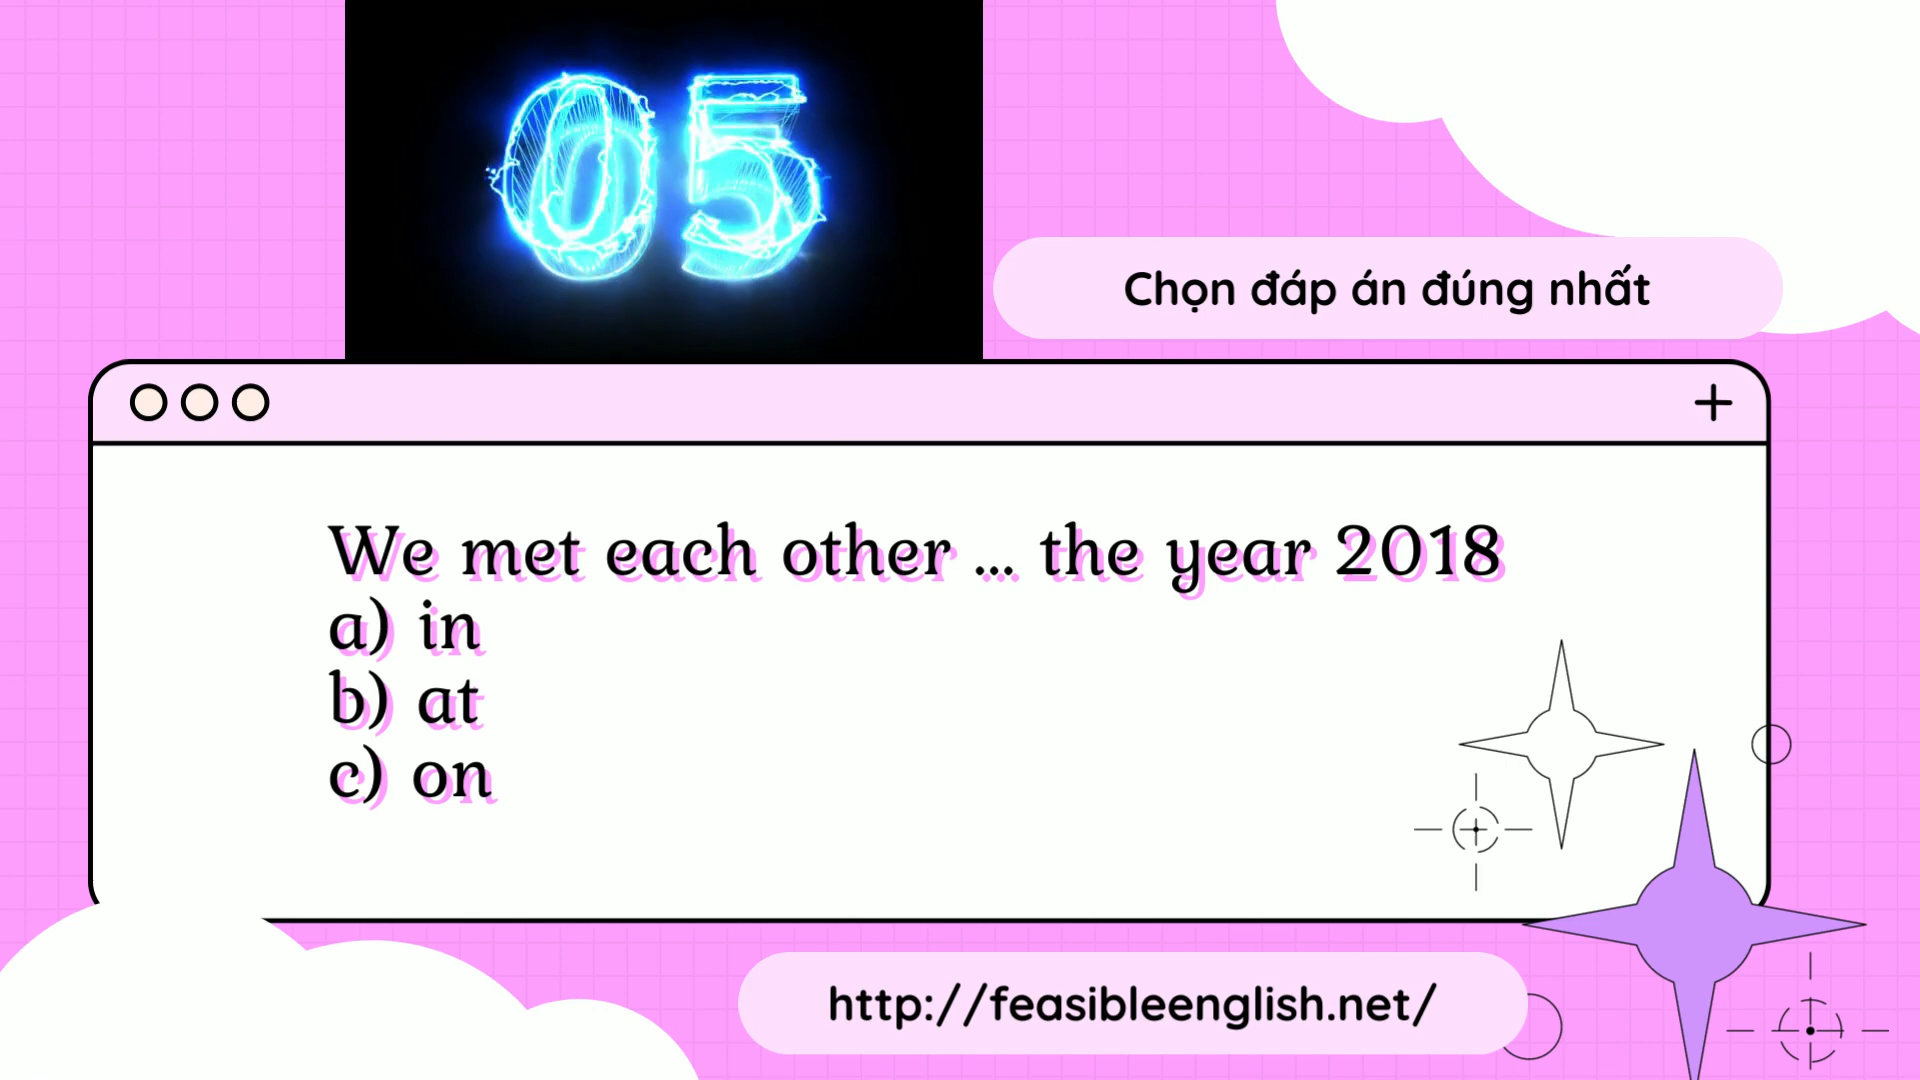 05
Chọn đáp án đúng nhất
We met each other ... the year 2018
a) in
b) at
c) on
http://feasibleenglish.net/